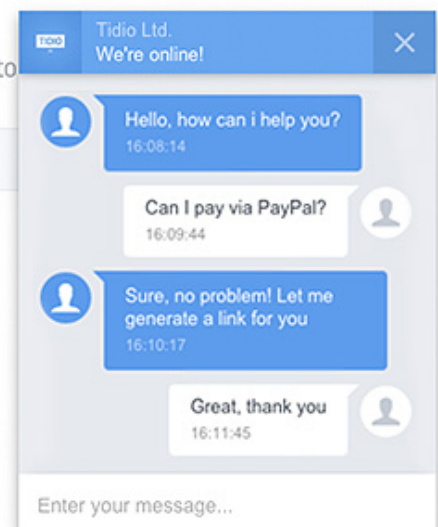 Tidio Ltd.
TIDIO
We're online!
to
Hello, how can i help you?
16:08:14
Can I pay via PayPal?
16:09:44
Sure, no problem! Let me
generate a link for you
16:10:17
Great, thank you
16:11:45
Enter your message...